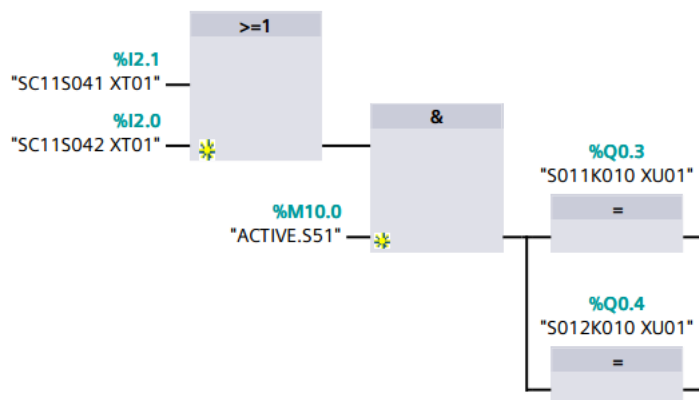 >=1
%I2.1
"SC11S041 XT01"
%I2.0
"SC11S042 XT01"
&
%M10.0
"ACTIVE.S51"
%Q0.3
"S011K010 XU01"
=
%Q0.4
"S012K010 XU01"
=